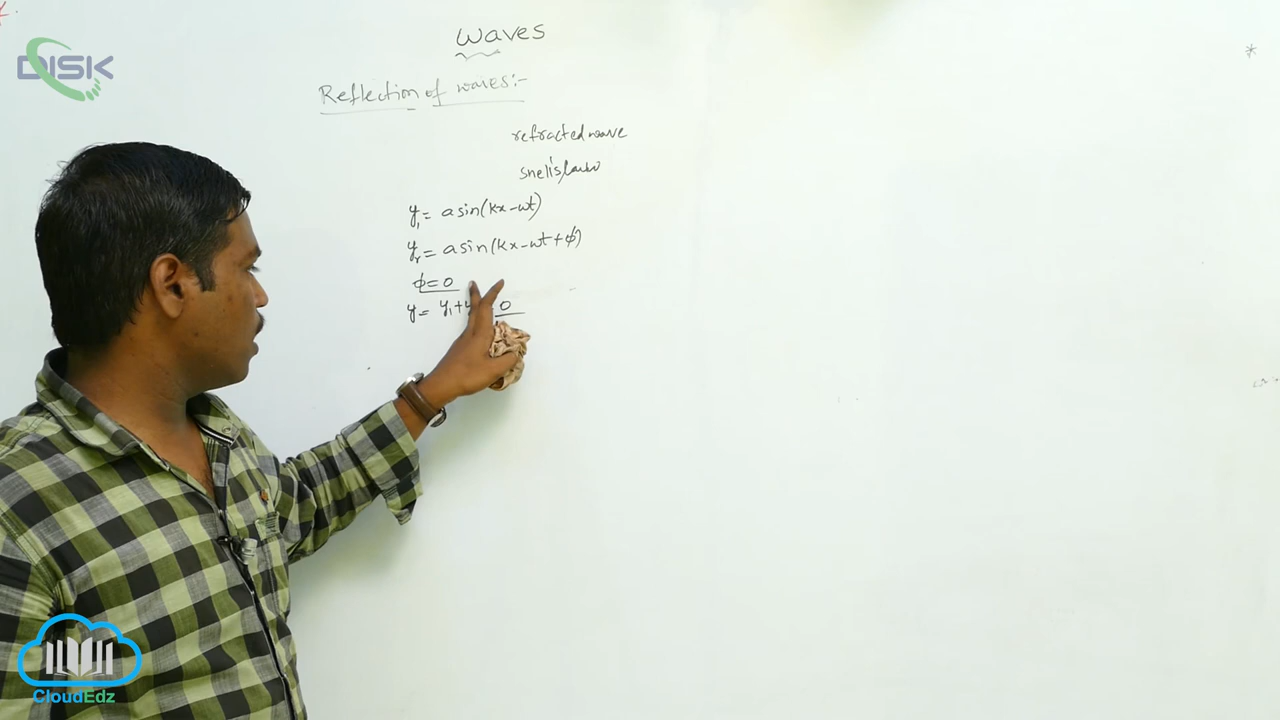 waves
DISK
Reflection of waves:-
refracted wave
snell's law
y₁ = a sin(kx-ωt)
yᵣ = a sin(kx-ωt+ϕ)
ϕ=0
y = y₁+ 0
CloudEdz